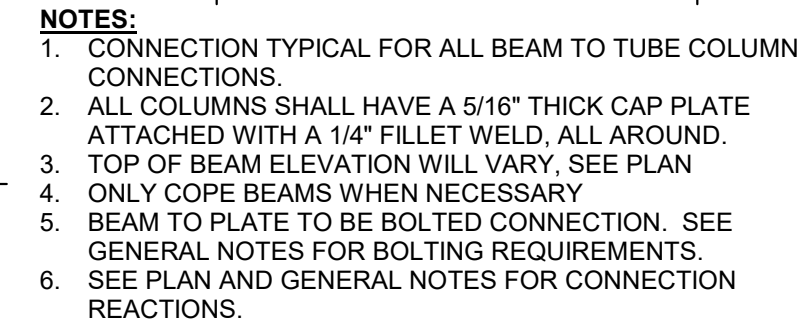 NOTES:
1. CONNECTION TYPICAL FOR ALL BEAM TO TUBE COLUMN
CONNECTIONS.
2. ALL COLUMNS SHALL HAVE A 5/16" THICK CAP PLATE
ATTACHED WITH A 1/4" FILLET WELD, ALL AROUND.
3. TOP OF BEAM ELEVATION WILL VARY, SEE PLAN
4. ONLY COPE BEAMS WHEN NECESSARY
5. BEAM TO PLATE TO BE BOLTED CONNECTION. SEE
GENERAL NOTES FOR BOLTING REQUIREMENTS.
6. SEE PLAN AND GENERAL NOTES FOR CONNECTION
REACTIONS.